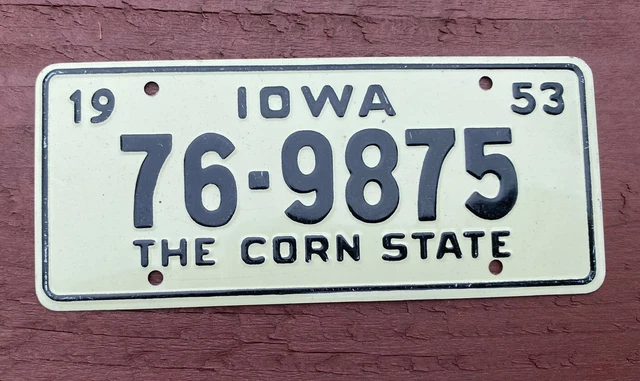 19 IOWA 53
76-9875
THE CORN STATE